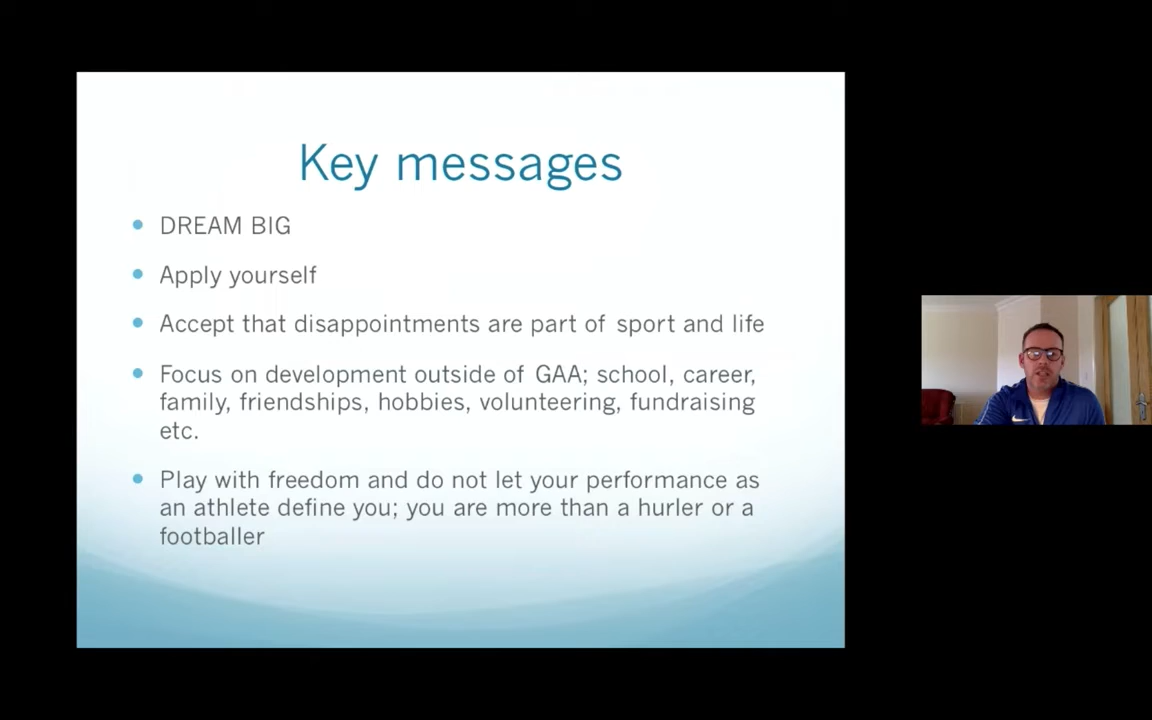 Key messages
DREAM BIG
Apply yourself
Accept that disappointments are part of sport and life
Focus on development outside of GAA; school, career,
family, friendships, hobbies, volunteering, fundraising
etc.
Play with freedom and do not let your performance as
an athlete define you; you are more than a hurler or a
footballer